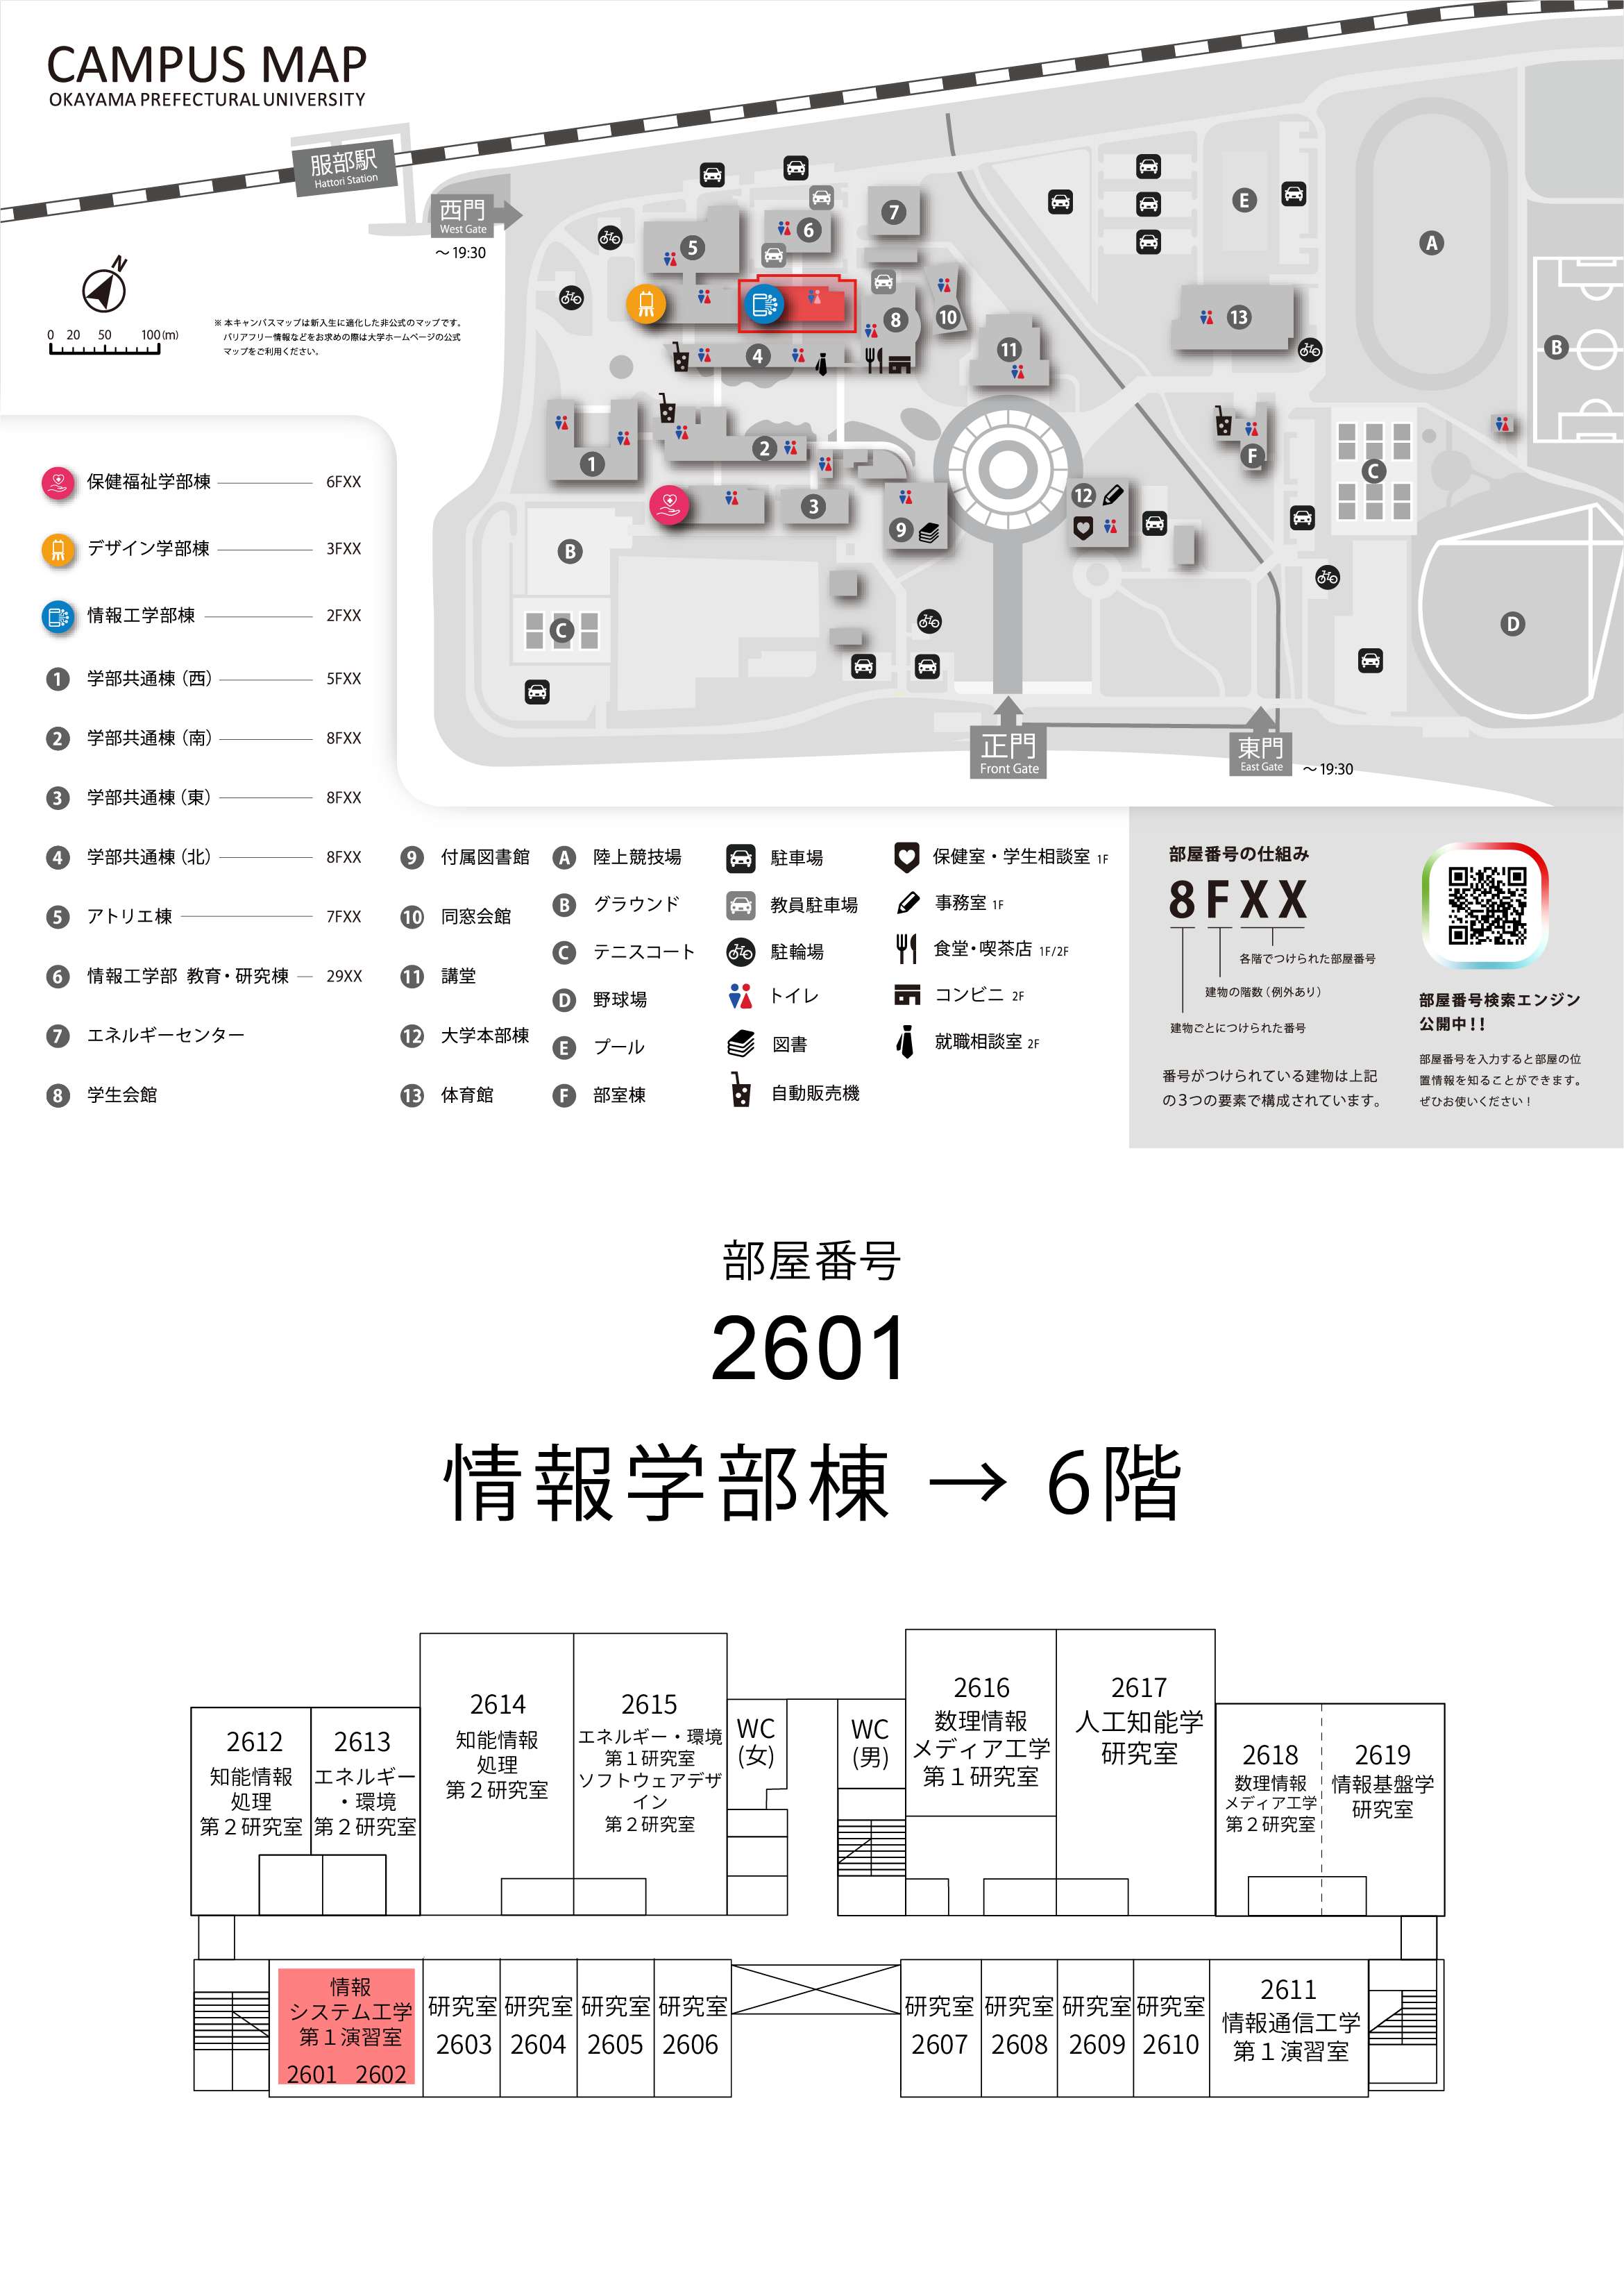 CAMPUS MAP
OKAYAMA PREFECTURAL UNIVERSITY
服部駅
Hattori Station
西門
West Gate
～19:30
N
0 20 50 100(m)
※ 本キャンパスマップは新入生に適化した非公式のマップです。
バリアフリー情報などをお求めの際は大学ホームページの公式
マップをご利用ください。
5
6
7
8
10
11
4
13
E
A
B
1
2
3
9
12
F
C
B
C
D
正門
Front Gate
東門
East Gate
～19:30
保健福祉学部棟 6FXX
デザイン学部棟 3FXX
情報工学部棟 2FXX
1 学部共通棟（西） 5FXX
2 学部共通棟（南） 8FXX
3 学部共通棟（東） 8FXX
4 学部共通棟（北） 8FXX
5 アトリエ棟 7FXX
6 情報工学部 教育・研究棟 29XX
7 エネルギーセンター
8 学生会館
9 付属図書館
10 同窓会館
11 講堂
12 大学本部棟
13 体育館
A 陸上競技場
B グラウンド
C テニスコート
D 野球場
E プール
F 部室棟
駐車場
教員駐車場
駐輪場
トイレ
図書
自動販売機
保健室・学生相談室 1F
事務室 1F
食堂・喫茶店 1F/2F
コンビニ 2F
就職相談室 2F
部屋番号の仕組み
8FXX
各階でつけられた部屋番号
建物の階数（例外あり）
建物ごとにつけられた番号
番号がつけられている建物は上記
の3つの要素で構成されています。
部屋番号検索エンジン
公開中！！
部屋番号を入力すると部屋の位
置情報を知ることができます。
ぜひお使いください！
部屋番号
2601
情報学部棟 → 6階
2612
知能情報
処理
第２研究室
2613
エネルギー
・環境
第２研究室
2614
知能情報
処理
第２研究室
2615
エネルギー・環境
第１研究室
ソフトウェアデザ
イン
第２研究室
WC
(女)
WC
(男)
2616
数理情報
メディア工学
第１研究室
2617
人工知能学
研究室
2618
数理情報
メディア工学
第２研究室
2619
情報基盤学
研究室
情報
システム工学
第１演習室
2601 2602
研究室
2603
研究室
2604
研究室
2605
研究室
2606
研究室
2607
研究室
2608
研究室
2609
研究室
2610
2611
情報通信工学
第１演習室